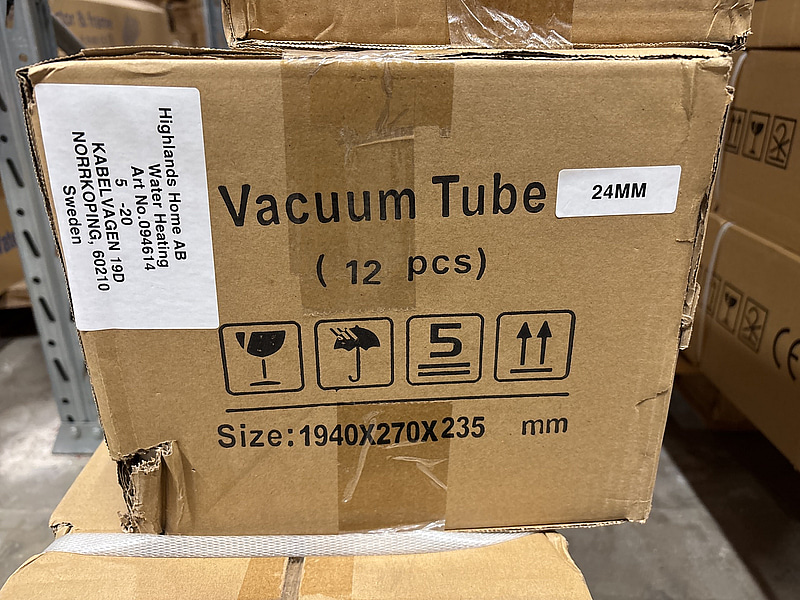 Highlands Home AB
Water Heating
Art No.094614
5 -20
KABELVAGEN 19D
NORRKOPING, 60210
Sweden
Vacuum Tube
24MM
( 12 pcs)
5
Size:1940X270X235 mm
CE